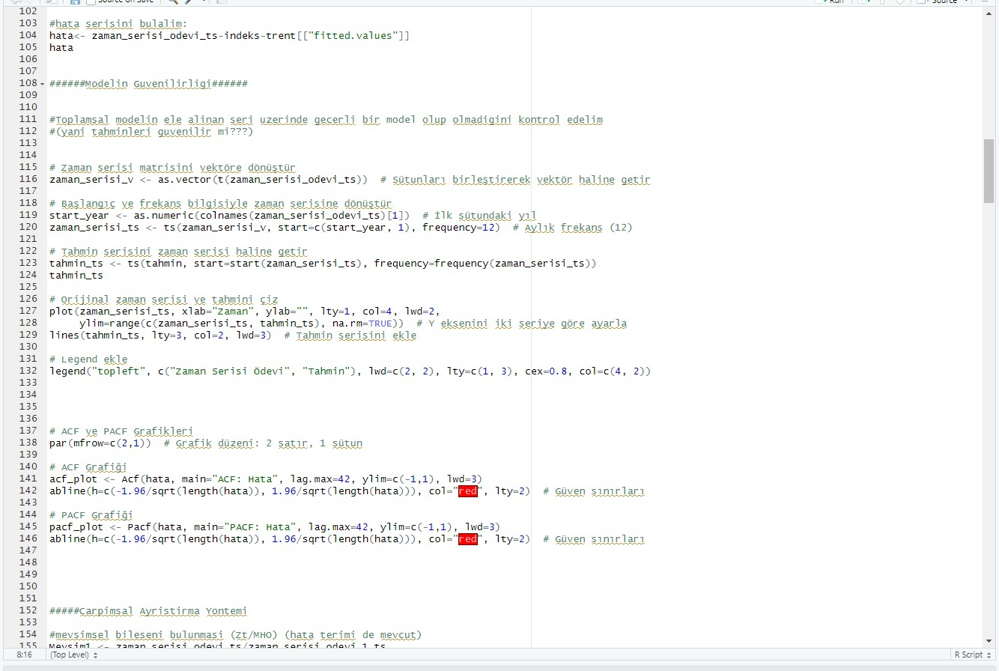 Source on Save
Run
Source
102
103 #hata serisini bulalim:
104 hata<- zaman_serisi_odevi_ts-indeks-trent[["fitted.values"]]
105 hata
106
107
108 ######Modelin Guvenilirligi######
109
110
111 #Toplamsal modelin ele alinan seri uzerinde gecerli bir model olup olmadigini kontrol edelim
112 #(yani tahminleri guvenilir mi???)
113
114
115 # Zaman serisi matrisini vektöre dönüştür
116 zaman_serisi_v <- as.vector(t(zaman_serisi_odevi_ts))  # Sütunları birleştirerek vektör haline getir
117
118 # Başlangıç ve frekans bilgisiyle zaman serisine dönüştür
119 start_year <- as.numeric(colnames(zaman_serisi_odevi_ts)[1])  # İlk sütundaki yıl
120 zaman_serisi_ts <- ts(zaman_serisi_v, start=c(start_year, 1), frequency=12)  # Aylık frekans (12)
121
122 # Tahmin serisini zaman serisi haline getir
123 tahmin_ts <- ts(tahmin, start=start(zaman_serisi_ts), frequency=frequency(zaman_serisi_ts))
124 tahmin_ts
125
126 # Orijinal zaman serisi ve tahmini çiz
127 plot(zaman_serisi_ts, xlab="Zaman", ylab="", lty=1, col=4, lwd=2,
128      ylim=range(c(zaman_serisi_ts, tahmin_ts), na.rm=TRUE))  # Y eksenini iki seriye göre ayarla
129 lines(tahmin_ts, lty=3, col=2, lwd=3)  # Tahmin serisini ekle
130
131 # Legend ekle
132 legend("topleft", c("Zaman Serisi Ödevi", "Tahmin"), lwd=c(2, 2), lty=c(1, 3), cex=0.8, col=c(4, 2))
133
134
135
136
137 # ACF ve PACF Grafikleri
138 par(mfrow=c(2,1))  # Grafik düzeni: 2 satır, 1 sütun
139
140 # ACF Grafiği
141 acf_plot <- Acf(hata, main="ACF: Hata", lag.max=42, ylim=c(-1,1), lwd=3)
142 abline(h=c(-1.96/sqrt(length(hata)), 1.96/sqrt(length(hata))), col="red", lty=2)  # Güven sınırları
143
144 # PACF Grafiği
145 pacf_plot <- Pacf(hata, main="PACF: Hata", lag.max=42, ylim=c(-1,1), lwd=3)
146 abline(h=c(-1.96/sqrt(length(hata)), 1.96/sqrt(length(hata))), col="red", lty=2)  # Güven sınırları
147
148
149
150
151
152 #####Carpimsal Ayristirma Yontemi
153
154 #mevsimsel bileseni bulunmasi (Zt/MHO) (hata terimi de mevcut)
155 Mevsim1 <- zaman_serisi_odevi_ts/zaman_serisi_odevi_1_ts
8:16 (Top Level) R Script